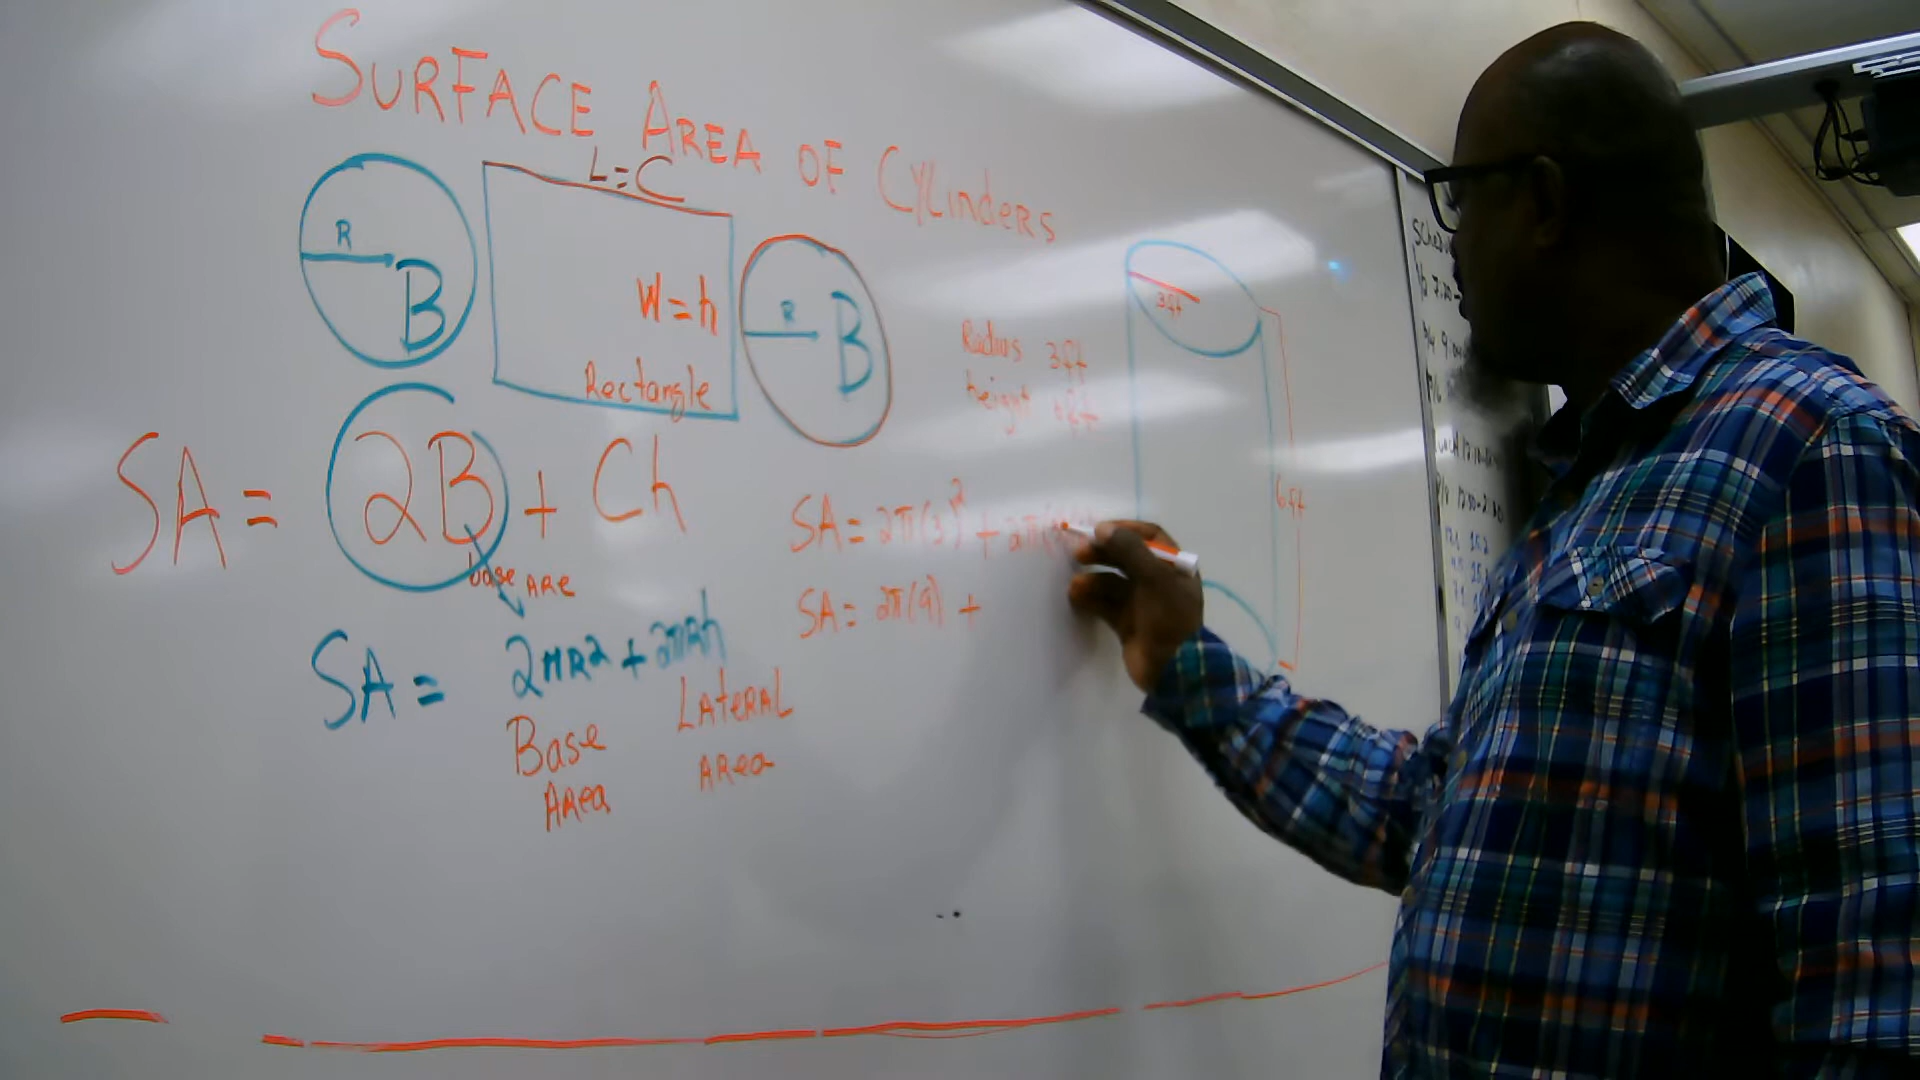 SURFACE AREA OF CYLinDeRS
L=C
R
B
W=h
Rectangle
R
B
Radius 3ft
height 6ft
3ft
6ft
SA = 2B + Ch
base ARe
SA = 2πR² + 2πRh
Base Area
LATERAL AReA
SA = 2π(3)² + 2π(3)
SA = 2π(9) +